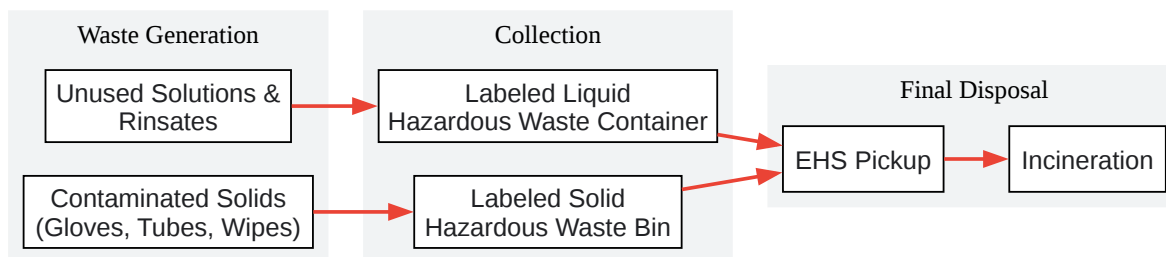 Waste Generation
Unused Solutions &
Rinsates
Contaminated Solids
(Gloves, Tubes, Wipes)
Collection
Labeled Liquid
Hazardous Waste Container
Labeled Solid
Hazardous Waste Bin
Final Disposal
EHS Pickup
Incineration